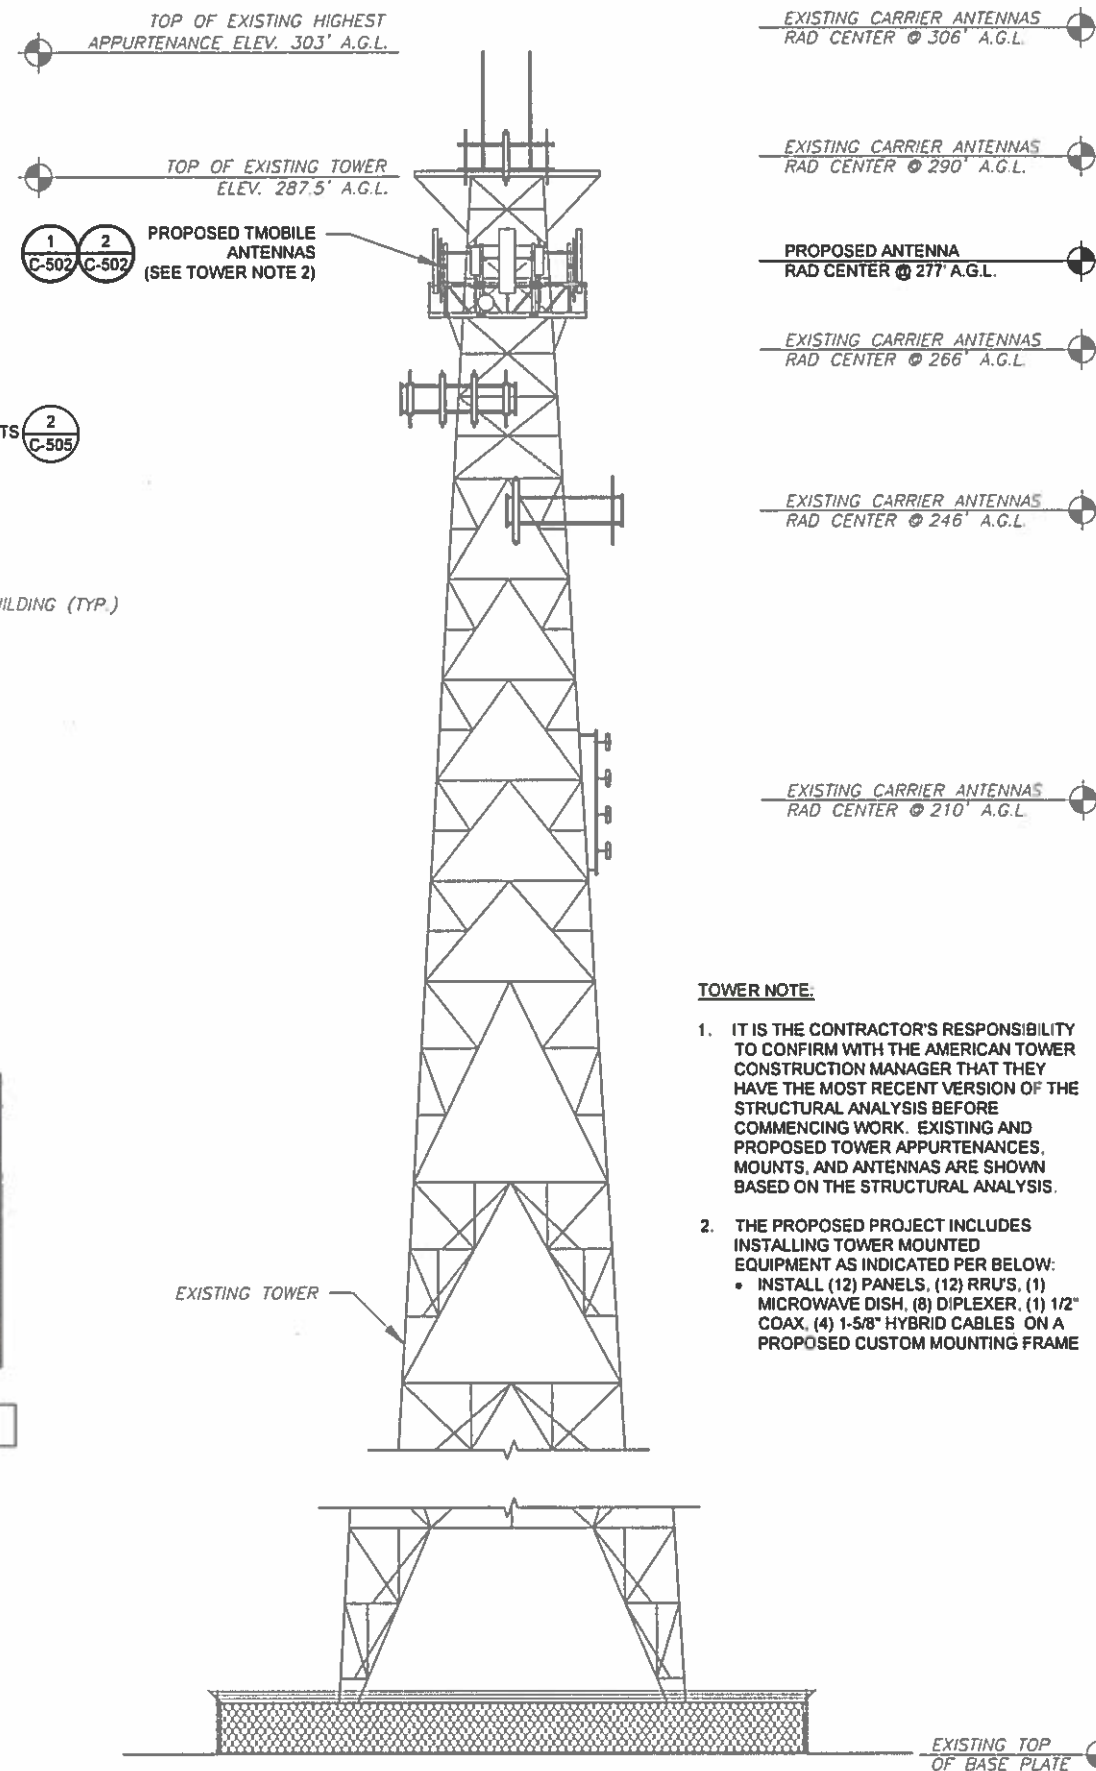 TOP OF EXISTING HIGHEST
APPURTENANCE ELEV. 303' A.G.L.
EXISTING CARRIER ANTENNAS
RAD CENTER @ 306' A.G.L.
TOP OF EXISTING TOWER
ELEV. 287.5' A.G.L.
EXISTING CARRIER ANTENNAS
RAD CENTER @ 290' A.G.L.
1
C-502
2
C-502
PROPOSED TMOBILE
ANTENNAS
(SEE TOWER NOTE 2)
PROPOSED ANTENNA
RAD CENTER @ 277' A.G.L.
EXISTING CARRIER ANTENNAS
RAD CENTER @ 266' A.G.L.
TS
2
C-505
EXISTING CARRIER ANTENNAS
RAD CENTER @ 246' A.G.L.
ILDING (TYP.)
EXISTING CARRIER ANTENNAS
RAD CENTER @ 210' A.G.L.
TOWER NOTE:
1. IT IS THE CONTRACTOR'S RESPONSIBILITY
TO CONFIRM WITH THE AMERICAN TOWER
CONSTRUCTION MANAGER THAT THEY
HAVE THE MOST RECENT VERSION OF THE
STRUCTURAL ANALYSIS BEFORE
COMMENCING WORK. EXISTING AND
PROPOSED TOWER APPURTENANCES,
MOUNTS, AND ANTENNAS ARE SHOWN
BASED ON THE STRUCTURAL ANALYSIS.
2. THE PROPOSED PROJECT INCLUDES
INSTALLING TOWER MOUNTED
EQUIPMENT AS INDICATED PER BELOW:
• INSTALL (12) PANELS, (12) RRU'S, (1)
MICROWAVE DISH, (8) DIPLEXER, (1) 1/2"
COAX, (4) 1-5/8" HYBRID CABLES ON A
PROPOSED CUSTOM MOUNTING FRAME
EXISTING TOWER
EXISTING TOP
OF BASE PLATE